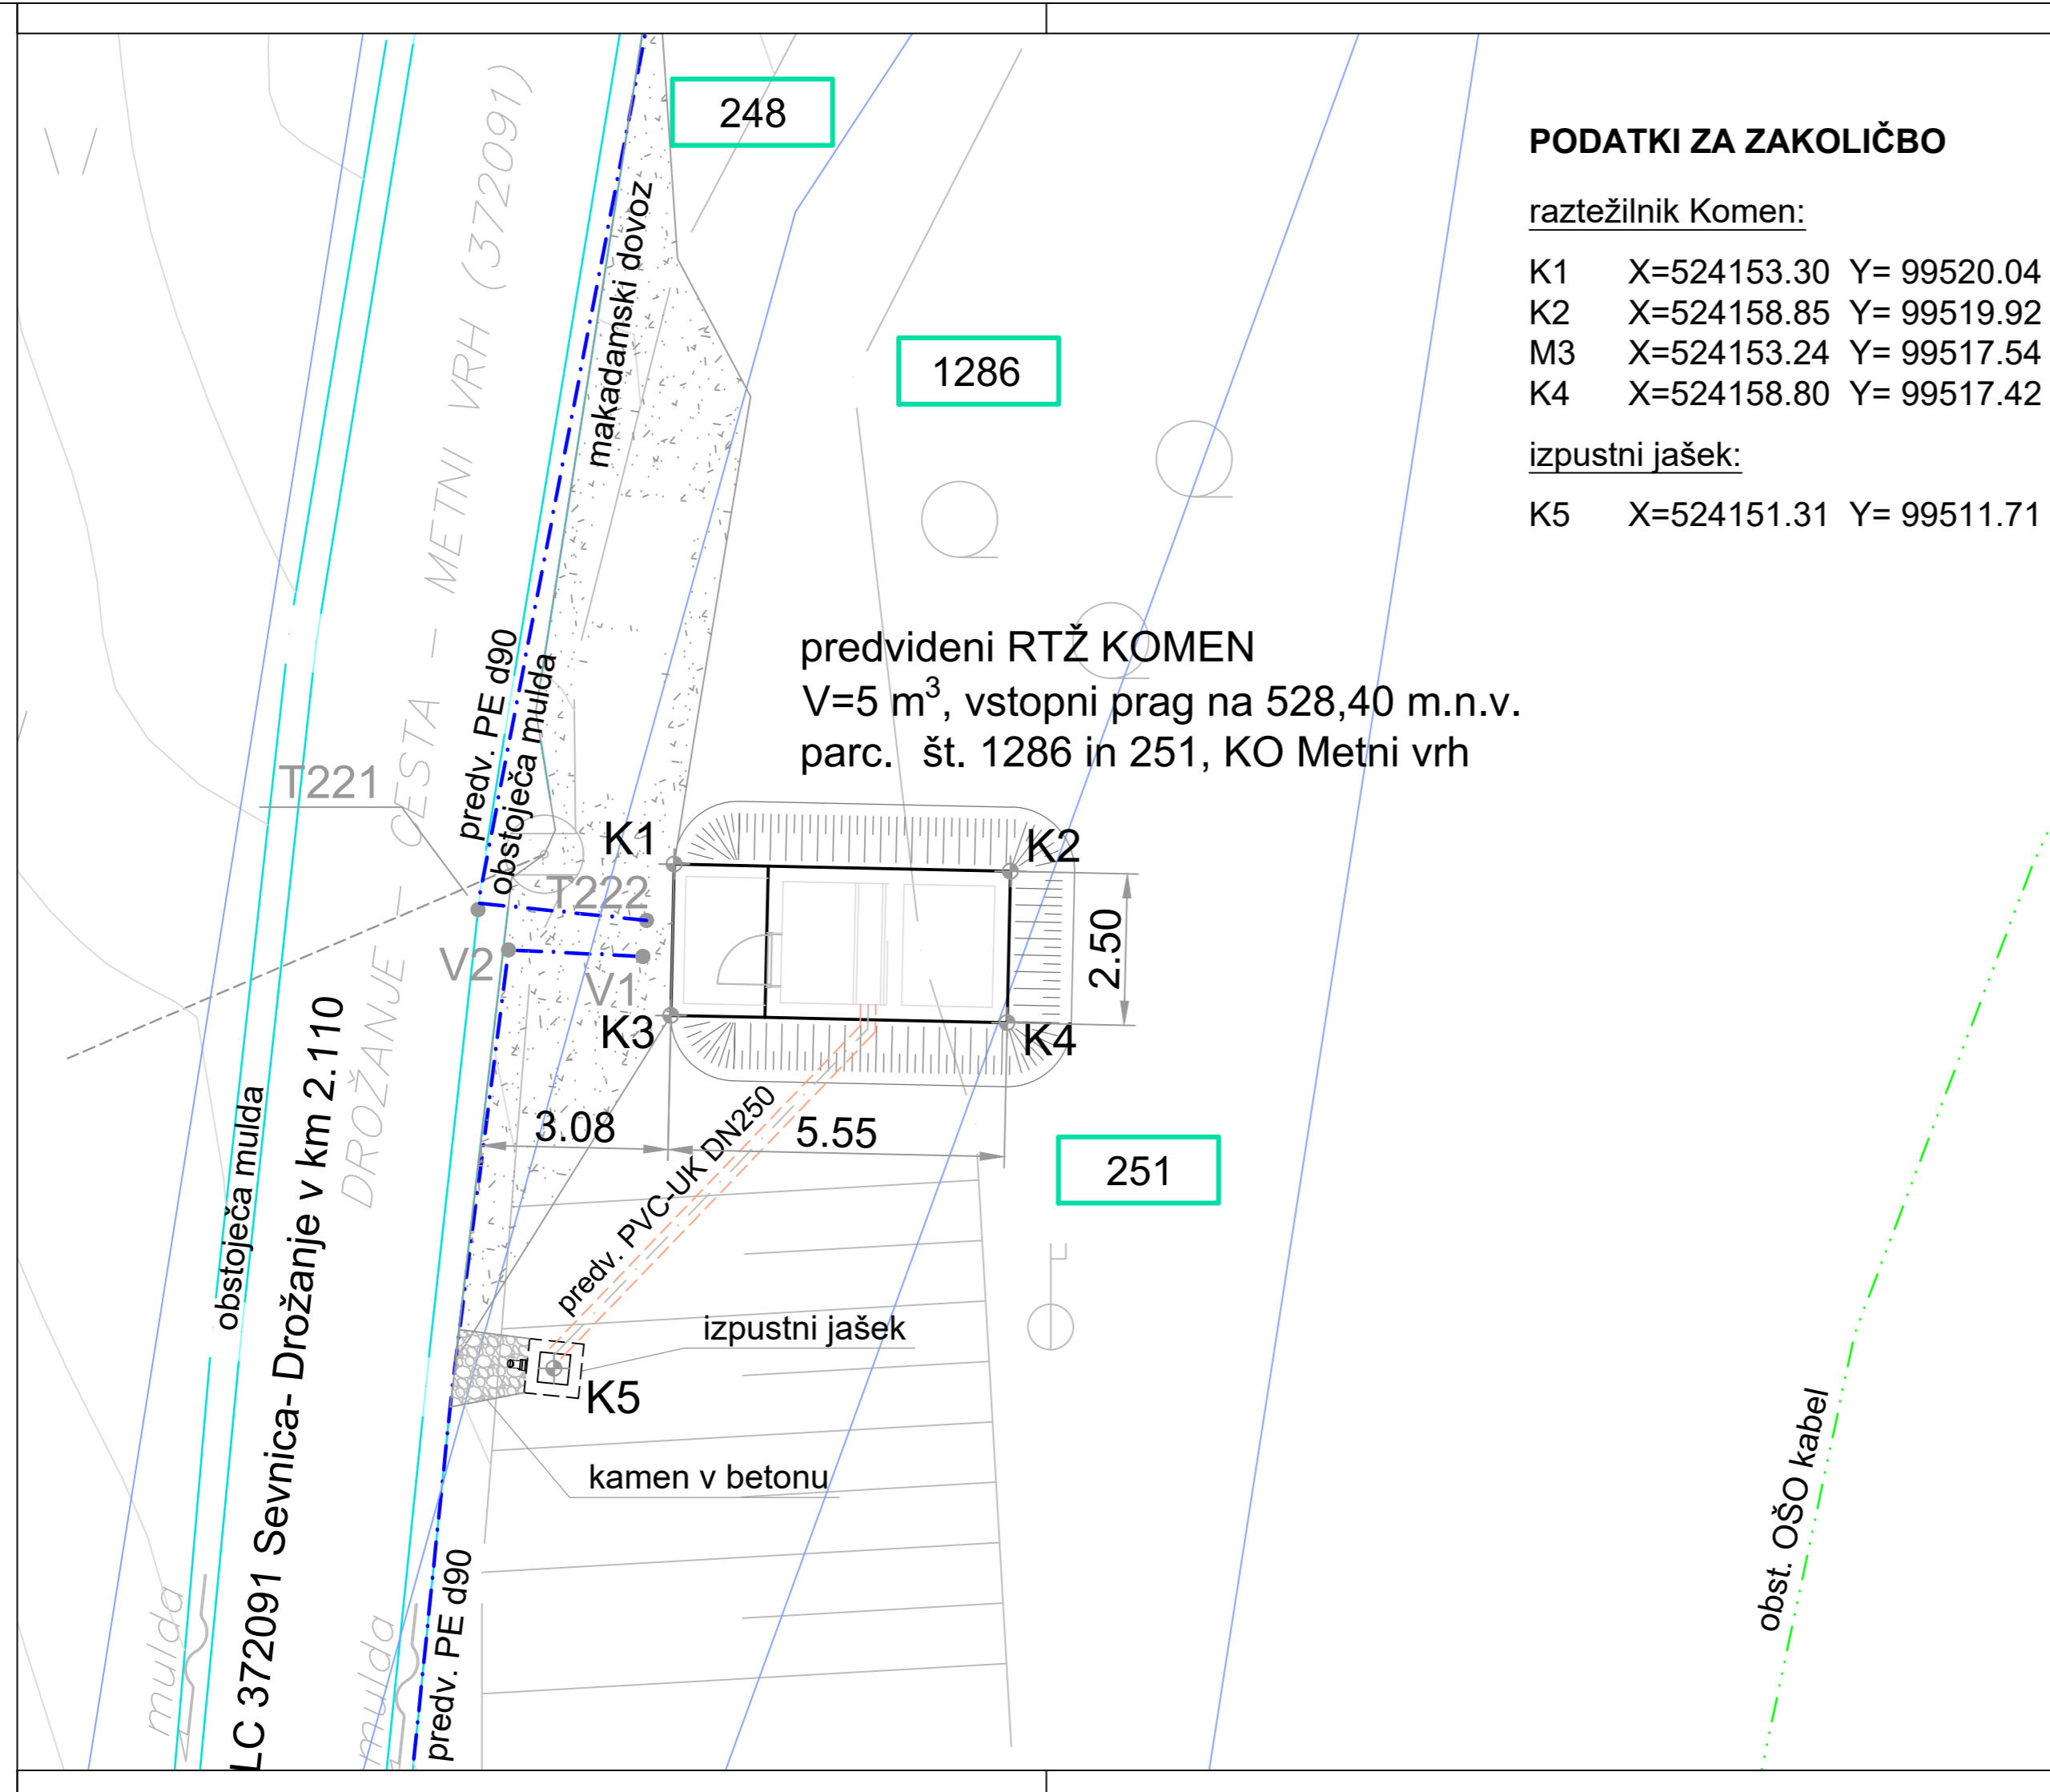 248
PODATKI ZA ZAKOLIČBO
raztežilnik Komen:
K1 X=524153.30 Y= 99520.04
K2 X=524158.85 Y= 99519.92
M3 X=524153.24 Y= 99517.54
K4 X=524158.80 Y= 99517.42
izpustni jašek:
K5 X=524151.31 Y= 99511.71
1286
makadamski dovoz
DROŽANJE – CESTA – METNI VRH (372091)
predvideni RTŽ KOMEN
V=5 m³, vstopni prag na 528,40 m.n.v.
parc. št. 1286 in 251, KO Metni vrh
predv. PE d90
obstoječa mulda
T221
K1
K2
T222
V2
V1
2.50
K3
K4
3.08
5.55
251
predv. PVC-UK DN250
obstoječa mulda
LC 372091 Sevnica- Drožanje v km 2.110
izpustni jašek
K5
kamen v betonu
predv. PE d90
mulda
mulda
obst. OŠO kabel